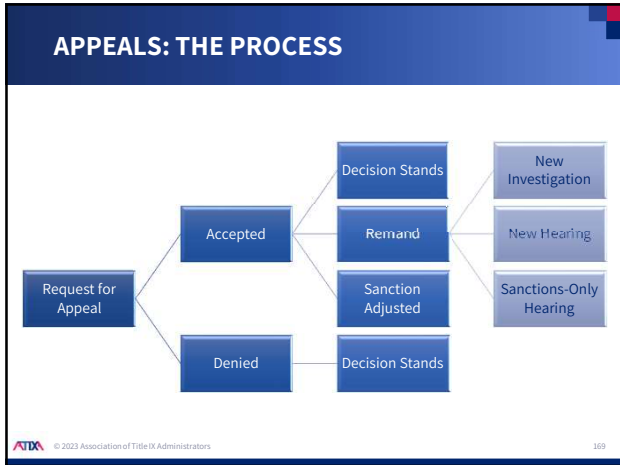 APPEALS: THE PROCESS
Decision Stands
New
Investigation
Accepted
Remand
New Hearing
Request for
Appeal
Sanction
Adjusted
Sanctions-Only
Hearing
Denied
Decision Stands
ATIXA
© 2023 Association of Title IX Administrators
169